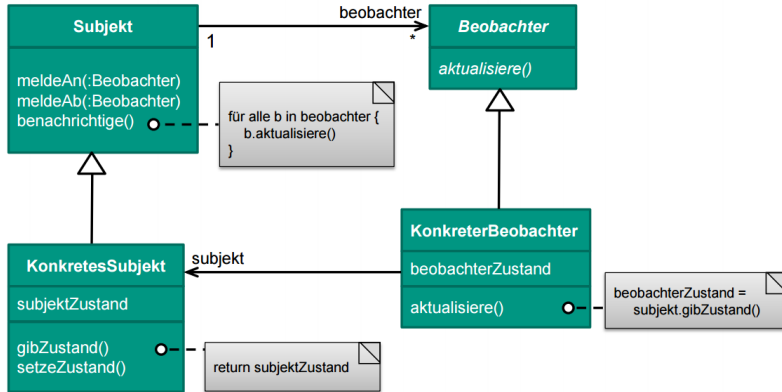 Subjekt
beobachter
1
*
Beobachter
aktualisiere()
meldeAn(:Beobachter)
meldeAb(:Beobachter)
benachrichtige()
für alle b in beobachter {
b.aktualisiere()
}
KonkretesSubjekt
subjektZustand
gibZustand()
setzeZustand()
return subjektZustand
subjekt
KonkreterBeobachter
beobachterZustand
aktualisiere()
beobachterZustand =
subjekt.gibZustand()